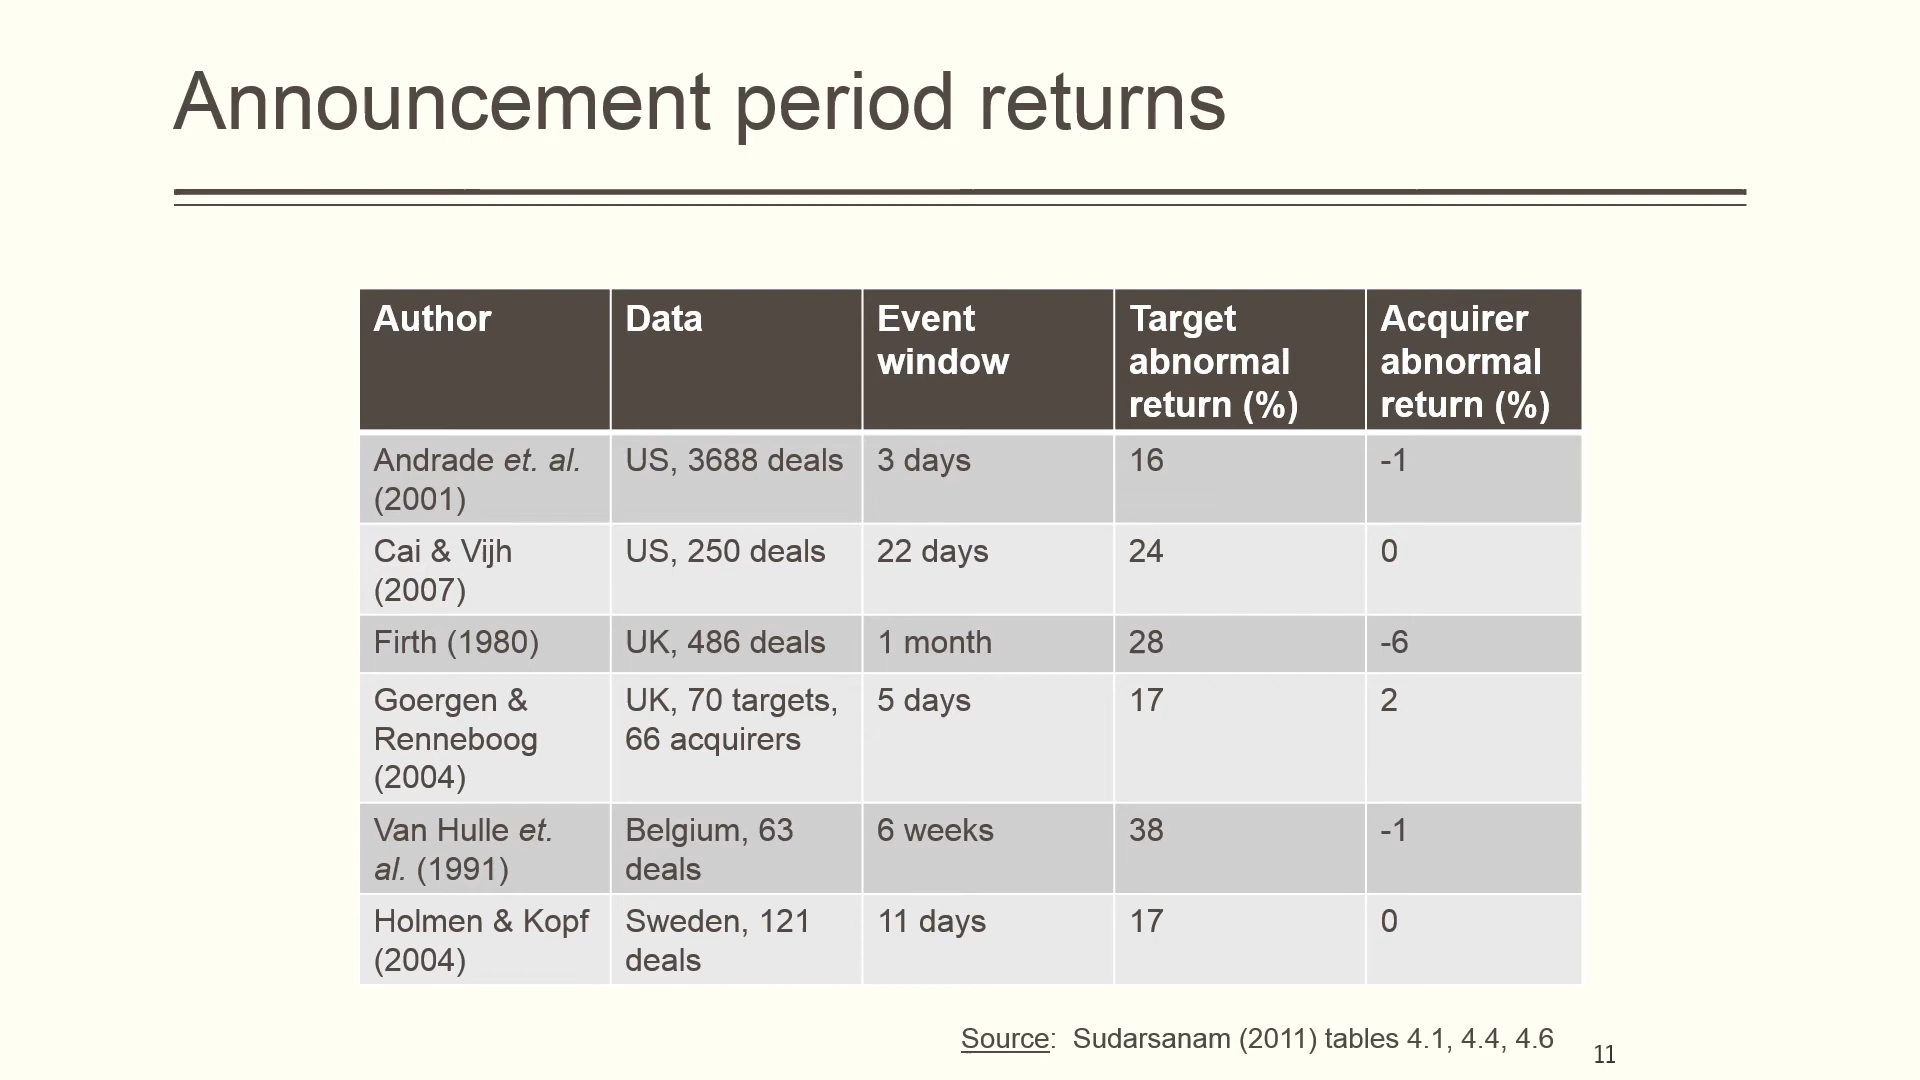 Announcement period returns
Author
Data
Event
window
Target
abnormal
return (%)
Acquirer
abnormal
return (%)
Andrade et. al.
(2001)
US, 3688 deals
3 days
16
-1
Cai & Vijh
(2007)
US, 250 deals
22 days
24
0
Firth (1980)
UK, 486 deals
1 month
28
-6
Goergen &
Renneboog
(2004)
UK, 70 targets,
66 acquirers
5 days
17
2
Van Hulle et.
al. (1991)
Belgium, 63
deals
6 weeks
38
-1
Holmen & Kopf
(2004)
Sweden, 121
deals
11 days
17
0
Source: Sudarsanam (2011) tables 4.1, 4.4, 4.6
11